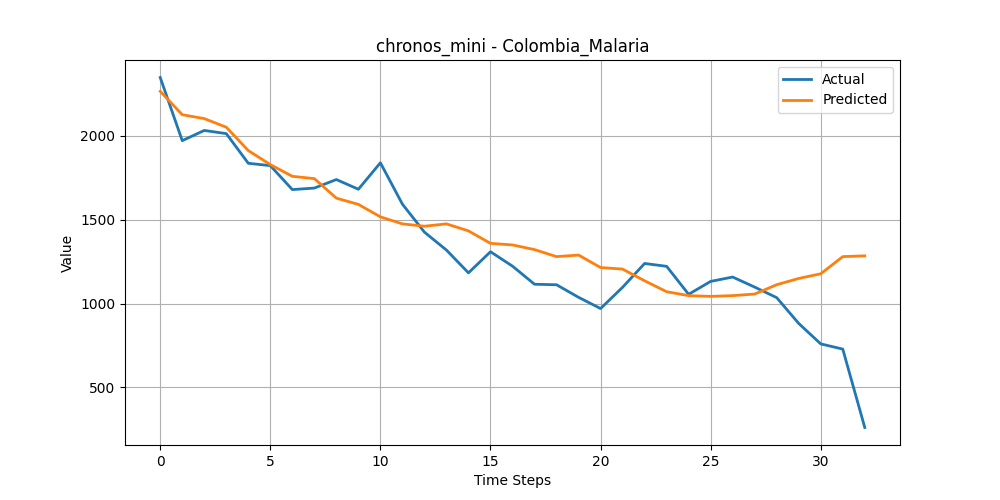 chronos_mini - Colombia_Malaria
Actual
Predicted
Value
2000
1500
1000
500
0 5 10 15 20 25 30
Time Steps